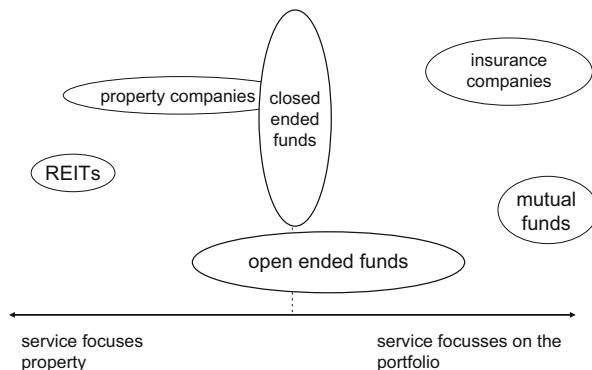 insurance
companies
property companies
closed
ended
funds
REITs
mutual
funds
open ended funds
service focuses
property
service focusses on the
portfolio